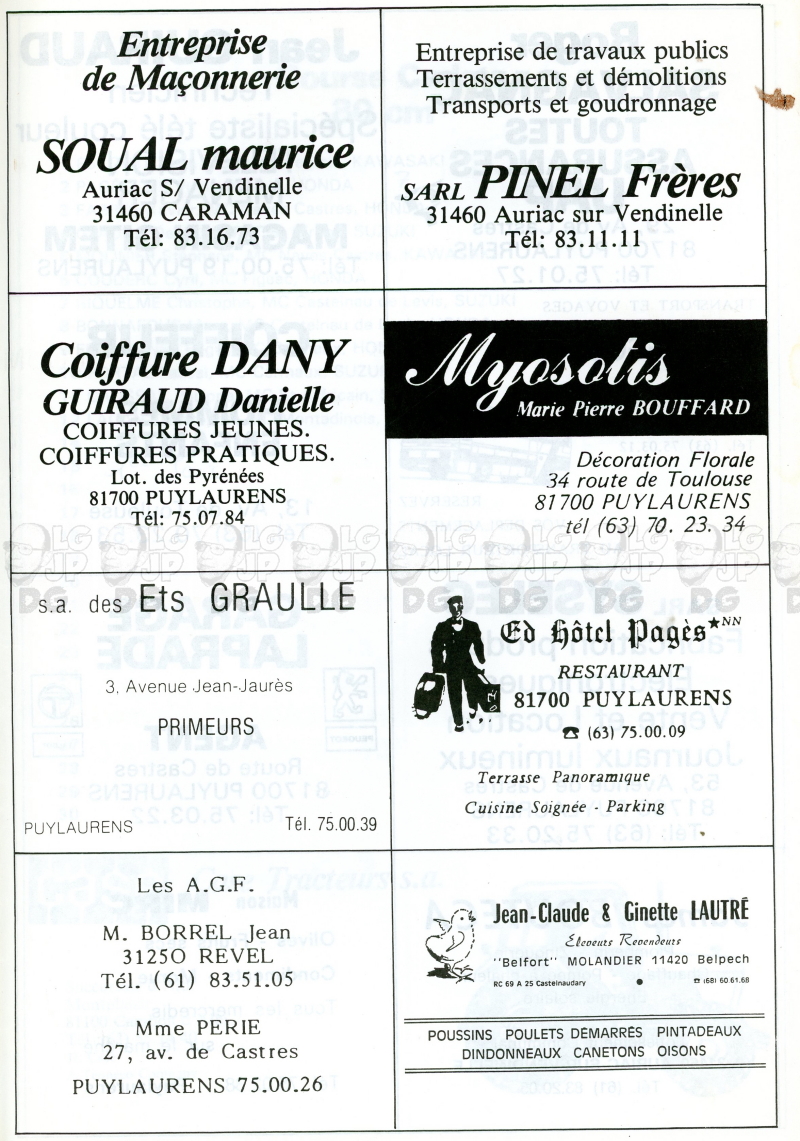 Entreprise
de Maçonnerie
SOUAL maurice
Auriac S/ Vendinelle
31460 CARAMAN
Tél: 83.16.73
Entreprise de travaux publics
Terrassements et démolitions
Transports et goudronnage
SARL PINEL Frères
31460 Auriac sur Vendinelle
Tél: 83.11.11
Coiffure DANY
GUIRAUD Danielle
COIFFURES JEUNES.
COIFFURES PRATIQUES.
Lot. des Pyrénées
81700 PUYLAURENS
Tél: 75.07.84
Myosotis
Marie Pierre BOUFFARD
Décoration Florale
34 route de Toulouse
81700 PUYLAURENS
tél (63) 70. 23. 34
s.a. des Ets GRAULLE
3, Avenue Jean-Jaurès
PRIMEURS
PUYLAURENS Tél. 75.00.39
Ed Hôtel Pagès★NN
RESTAURANT
81700 PUYLAURENS
☎ (63) 75.00.09
Terrasse Panoramique
Cuisine Soignée - Parking
Les A.G.F.
M. BORREL Jean
3125O REVEL
Tél. (61) 83.51.05
Mme PERIE
27, av. de Castres
PUYLAURENS 75.00.26
Jean-Claude & Ginette LAUTRÉ
Eleveurs Revendeurs
"Belfort" MOLANDIER 11420 Belpech
RC 69 A 25 Castelnaudary ● ☎ (68) 60.61.68
POUSSINS POULETS DÉMARRÉS PINTADEAUX
DINDONNEAUX CANETONS OISONS